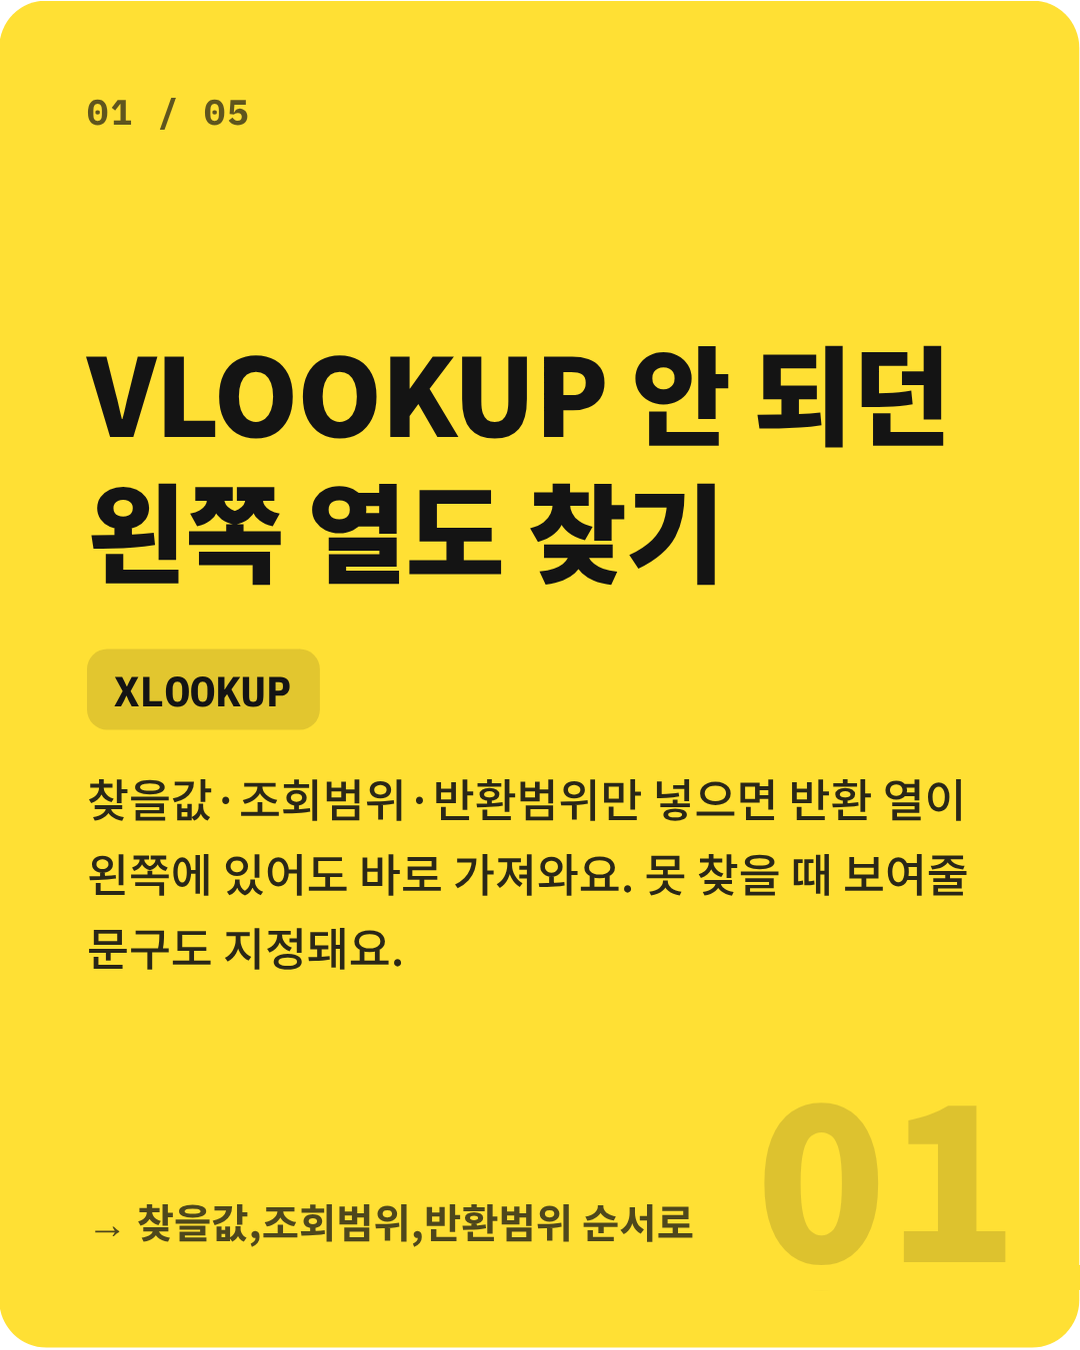 01 / 05
VLOOKUP 안 되던
왼쪽 열도 찾기
XLOOKUP
찾을값·조회범위·반환범위만 넣으면 반환 열이
왼쪽에 있어도 바로 가져와요. 못 찾을 때 보여줄
문구도 지정돼요.
→ 찾을값,조회범위,반환범위 순서로
01